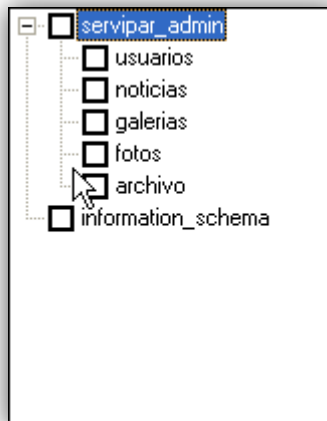 servipar_admin
usuarios
noticias
galerias
fotos
archivo
information_schema